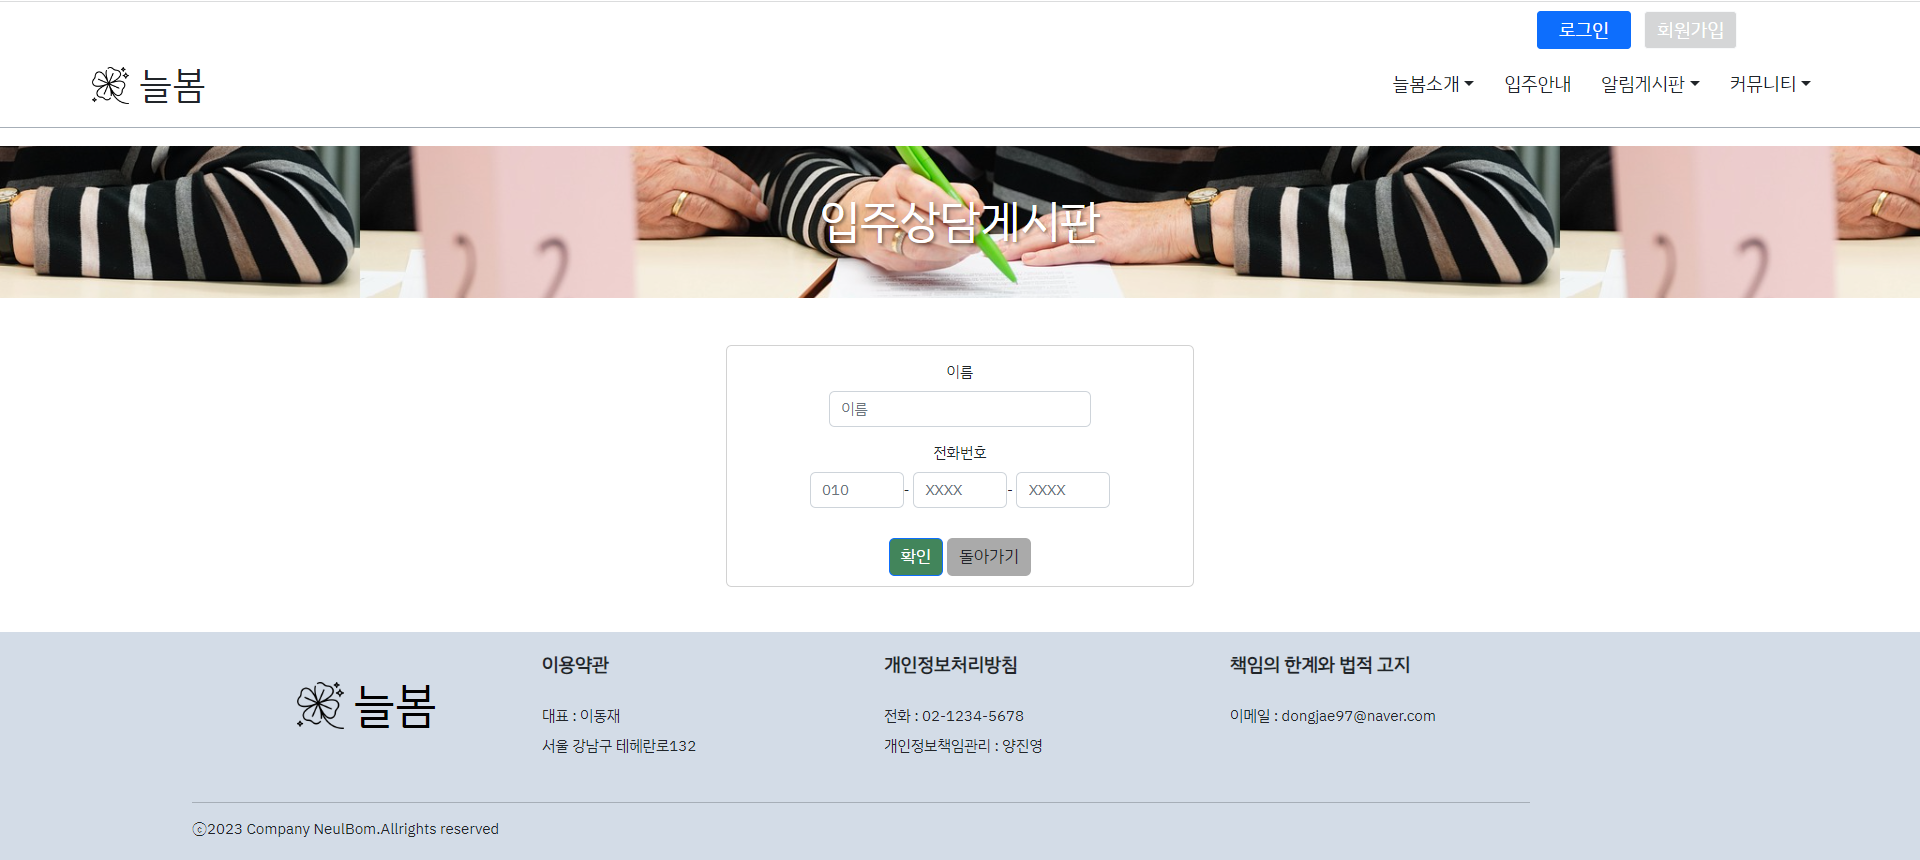 로그인 회원가입
늘봄 늘봄소개 입주안내 알림게시판 커뮤니티
입주상담게시판
이름
이름
전화번호
010 - XXXX - XXXX
확인 돌아가기
늘봄
이용약관
대표 : 이동재
서울 강남구 테헤란로132
개인정보처리방침
전화 : 02-1234-5678
개인정보책임관리 : 양진영
책임의 한계와 법적 고지
이메일 : dongjae97@naver.com
ⓒ2023 Company NeulBom.Allrights reserved